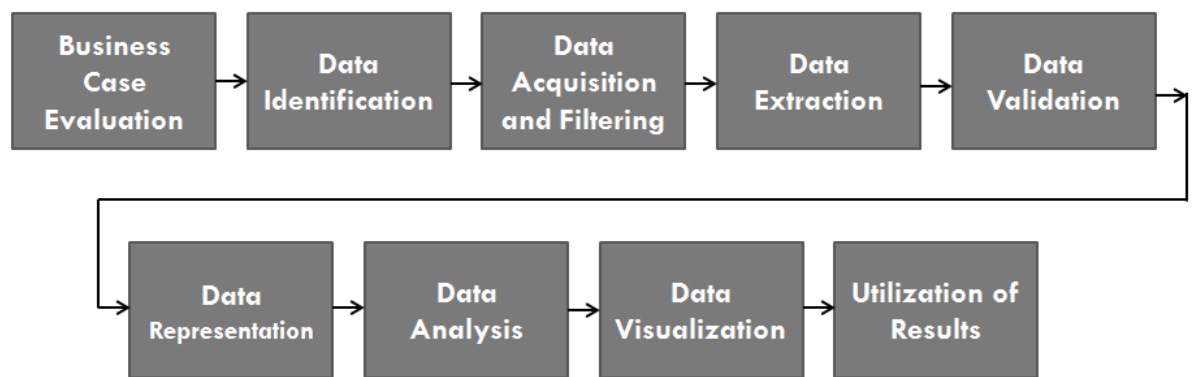 Business
Case
Evaluation
Data
Identification
Data
Acquisition
and Filtering
Data
Extraction
Data
Validation
Data
Representation
Data
Analysis
Data
Visualization
Utilization of
Results